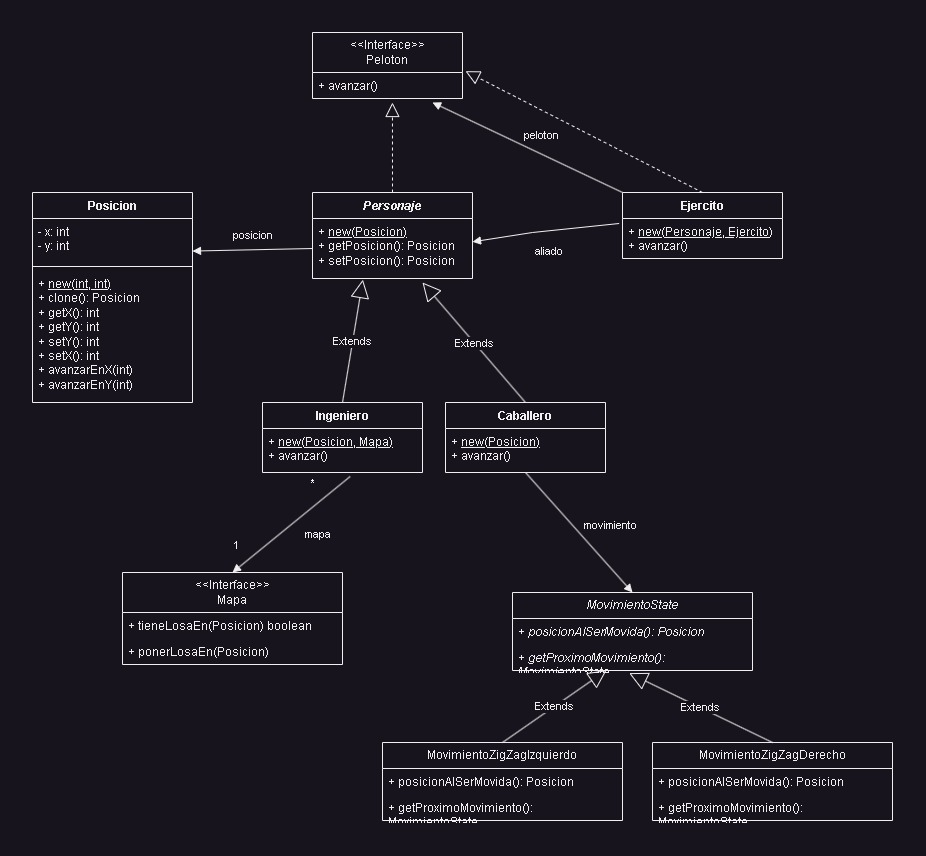 <<Interface>>
Peloton
+ avanzar()
peloton
Posicion
- x: int
- y: int
+ new(int, int)
+ clone(): Posicion
+ getX(): int
+ getY(): int
+ setY(): int
+ setX(): int
+ avanzarEnX(int)
+ avanzarEnY(int)
posicion
Personaje
+ new(Posicion)
+ getPosicion(): Posicion
+ setPosicion(): Posicion
aliado
Ejercito
+ new(Personaje, Ejercito)
+ avanzar()
Extends
Extends
Ingeniero
+ new(Posicion, Mapa)
+ avanzar()
Caballero
+ new(Posicion)
+ avanzar()
*
mapa
1
movimiento
<<Interface>>
Mapa
+ tieneLosaEn(Posicion) boolean
+ ponerLosaEn(Posicion)
MovimientoState
+ posicionAlSerMovida(): Posicion
+ getProximoMovimiento():
MovimientoState
Extends
Extends
MovimientoZigZagIzquierdo
+ posicionAlSerMovida(): Posicion
+ getProximoMovimiento():
MovimientoState
MovimientoZigZagDerecho
+ posicionAlSerMovida(): Posicion
+ getProximoMovimiento():
MovimientoState